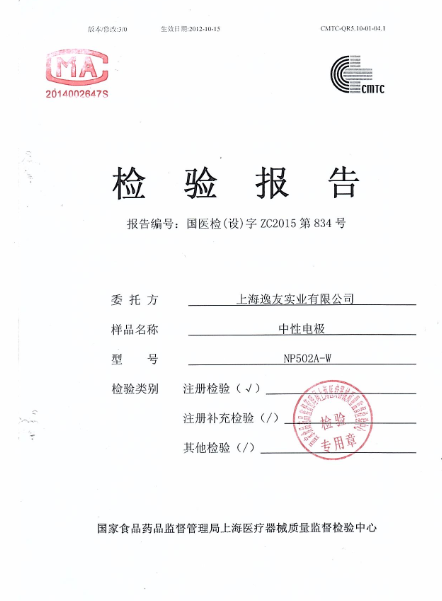 版本/修改:3/0 生效日期:2012-10-15 CMTC-QR5.10-01-04.1
MA
2014002647S
CMTC
检验报告
报告编号：国医检(设)字 ZC2015 第 834 号
委托方 上海逸友实业有限公司
样品名称 中性电极
型号 NP502A-W
检验类别 注册检验（√）
注册补充检验（/）
其他检验（/）
检验
专用章
国家食品药品监督管理局上海医疗器械质量监督检验中心